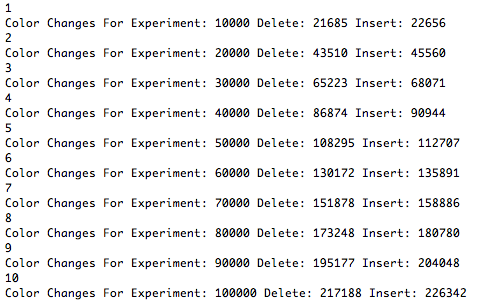 1
Color Changes For Experiment: 10000 Delete: 21685 Insert: 22656
2
Color Changes For Experiment: 20000 Delete: 43510 Insert: 45560
3
Color Changes For Experiment: 30000 Delete: 65223 Insert: 68071
4
Color Changes For Experiment: 40000 Delete: 86874 Insert: 90944
5
Color Changes For Experiment: 50000 Delete: 108295 Insert: 112707
6
Color Changes For Experiment: 60000 Delete: 130172 Insert: 135891
7
Color Changes For Experiment: 70000 Delete: 151878 Insert: 158886
8
Color Changes For Experiment: 80000 Delete: 173248 Insert: 180780
9
Color Changes For Experiment: 90000 Delete: 195177 Insert: 204048
10
Color Changes For Experiment: 100000 Delete: 217188 Insert: 226342